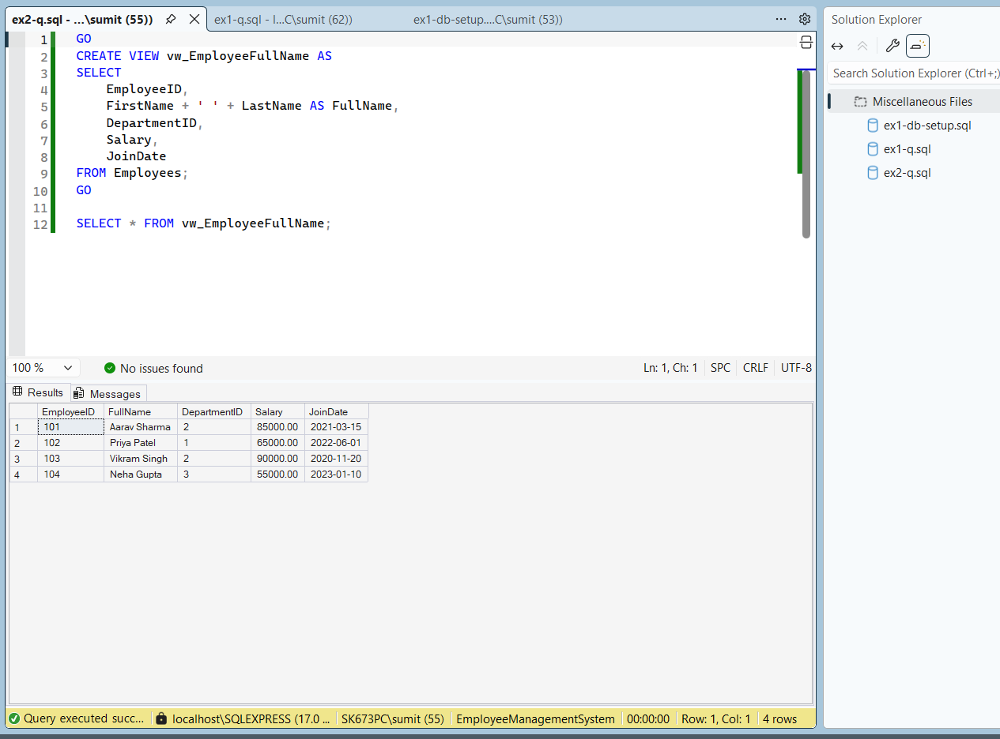 ex2-q.sql - ...\sumit (55))
ex1-q.sql - l...C\sumit (62))
ex1-db-setup....C\sumit (53))
1 GO
2 CREATE VIEW vw_EmployeeFullName AS
3 SELECT
4 EmployeeID,
5 FirstName + ' ' + LastName AS FullName,
6 DepartmentID,
7 Salary,
8 JoinDate
9 FROM Employees;
10 GO
11
12 SELECT * FROM vw_EmployeeFullName;
100 %
No issues found
Ln: 1, Ch: 1 SPC CRLF UTF-8
Results Messages
EmployeeID FullName DepartmentID Salary JoinDate
1 101 Aarav Sharma 2 85000.00 2021-03-15
2 102 Priya Patel 1 65000.00 2022-06-01
3 103 Vikram Singh 2 90000.00 2020-11-20
4 104 Neha Gupta 3 55000.00 2023-01-10
Query executed succ... localhost\SQLEXPRESS (17.0 ... SK673PC\sumit (55) EmployeeManagementSystem 00:00:00 Row: 1, Col: 1 4 rows
Solution Explorer
Search Solution Explorer (Ctrl+;)
Miscellaneous Files
ex1-db-setup.sql
ex1-q.sql
ex2-q.sql